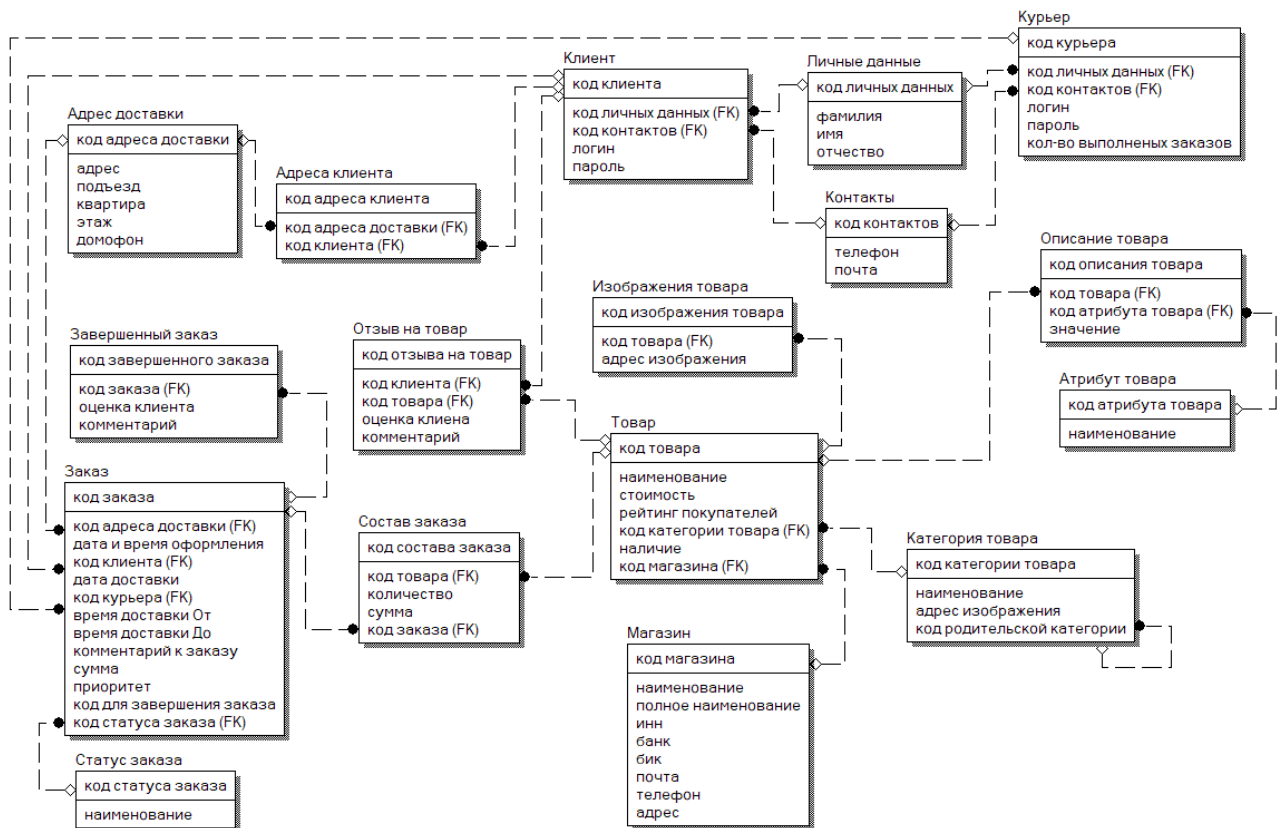 Курьер
код курьера
код личных данных (FK)
код контактов (FK)
логин
пароль
кол-во выполненых заказов
Клиент
код клиента
код личных данных (FK)
код контактов (FK)
логин
пароль
Личные данные
код личных данных
фамилия
имя
отчество
Адрес доставки
код адреса доставки
адрес
подъезд
квартира
этаж
домофон
Адреса клиента
код адреса клиента
код адреса доставки (FK)
код клиента (FK)
Контакты
код контактов
телефон
почта
Описание товара
код описания товара
код товара (FK)
код атрибута товара (FK)
значение
Изображения товара
код изображения товара
код товара (FK)
адрес изображения
Завершенный заказ
код завершенного заказа
код заказа (FK)
оценка клиента
комментарий
Отзыв на товар
код отзыва на товар
код клиента (FK)
код товара (FK)
оценка клиена
комментарий
Атрибут товара
код атрибута товара
наименование
Товар
код товара
наименование
стоимость
рейтинг покупателей
код категории товара (FK)
наличие
код магазина (FK)
Заказ
код заказа
код адреса доставки (FK)
дата и время оформления
код клиента (FK)
дата доставки
код курьера (FK)
время доставки От
время доставки До
комментарий к заказу
сумма
приоритет
код для завершения заказа
код статуса заказа (FK)
Состав заказа
код состава заказа
код товара (FK)
количество
сумма
код заказа (FK)
Категория товара
код категории товара
наименование
адрес изображения
код родительской категории
Магазин
код магазина
наименование
полное наименование
инн
банк
бик
почта
телефон
адрес
Статус заказа
код статуса заказа
наименование